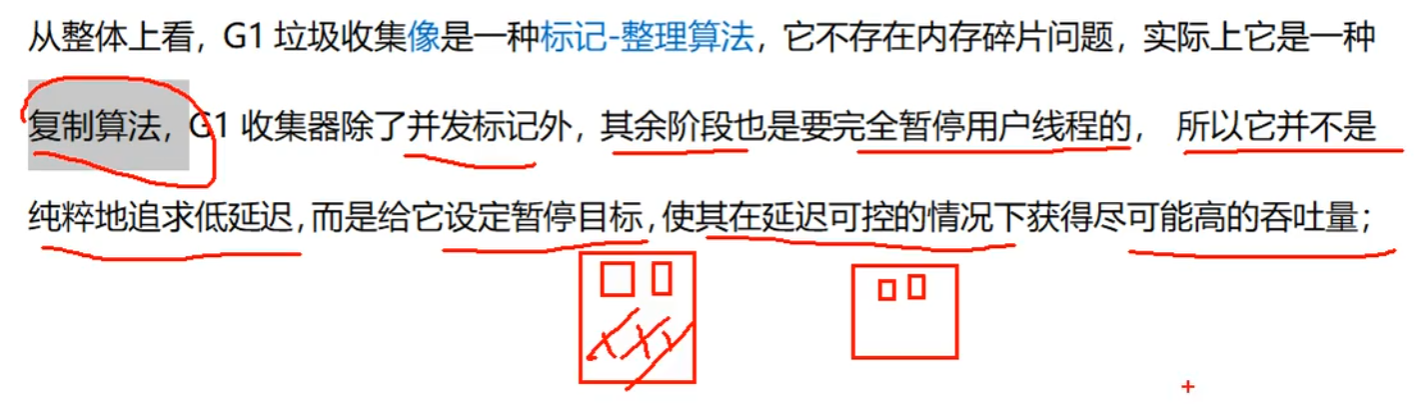 从整体上看，G1 垃圾收集像是一种标记-整理算法，它不存在内存碎片问题，实际上它是一种
复制算法，G1 收集器除了并发标记外，其余阶段也是要完全暂停用户线程的， 所以它并不是
纯粹地追求低延迟，而是给它设定暂停目标，使其在延迟可控的情况下获得尽可能高的吞吐量；